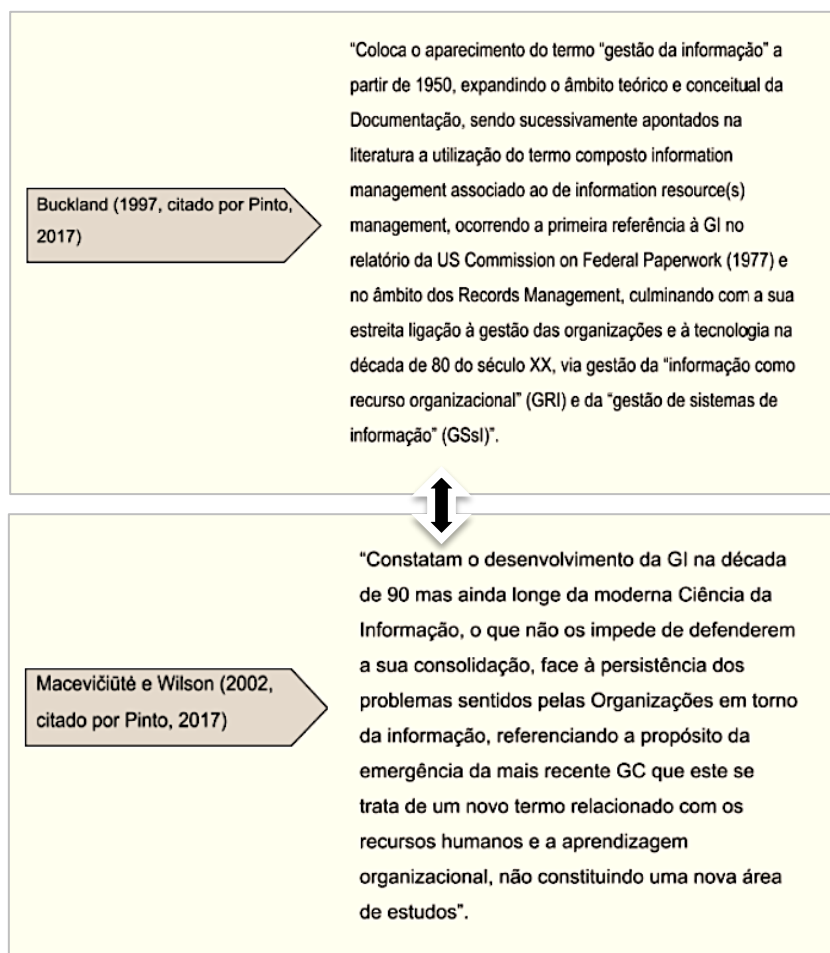 Buckland (1997, citado por Pinto,
2017)
“Coloca o aparecimento do termo “gestão da informação” a
partir de 1950, expandindo o âmbito teórico e conceitual da
Documentação, sendo sucessivamente apontados na
literatura a utilização do termo composto information
management associado ao de information resource(s)
management, ocorrendo a primeira referência à GI no
relatório da US Commission on Federal Paperwork (1977) e
no âmbito dos Records Management, culminando com a sua
estreita ligação à gestão das organizações e à tecnologia na
década de 80 do século XX, via gestão da “informação como
recurso organizacional” (GRI) e da “gestão de sistemas de
informação” (GSsI)”.
Macevičiūtė e Wilson (2002,
citado por Pinto, 2017)
“Constatam o desenvolvimento da GI na década
de 90 mas ainda longe da moderna Ciência da
Informação, o que não os impede de defenderem
a sua consolidação, face à persistência dos
problemas sentidos pelas Organizações em torno
da informação, referenciando a propósito da
emergência da mais recente GC que este se
trata de um novo termo relacionado com os
recursos humanos e a aprendizagem
organizacional, não constituindo uma nova área
de estudos”.